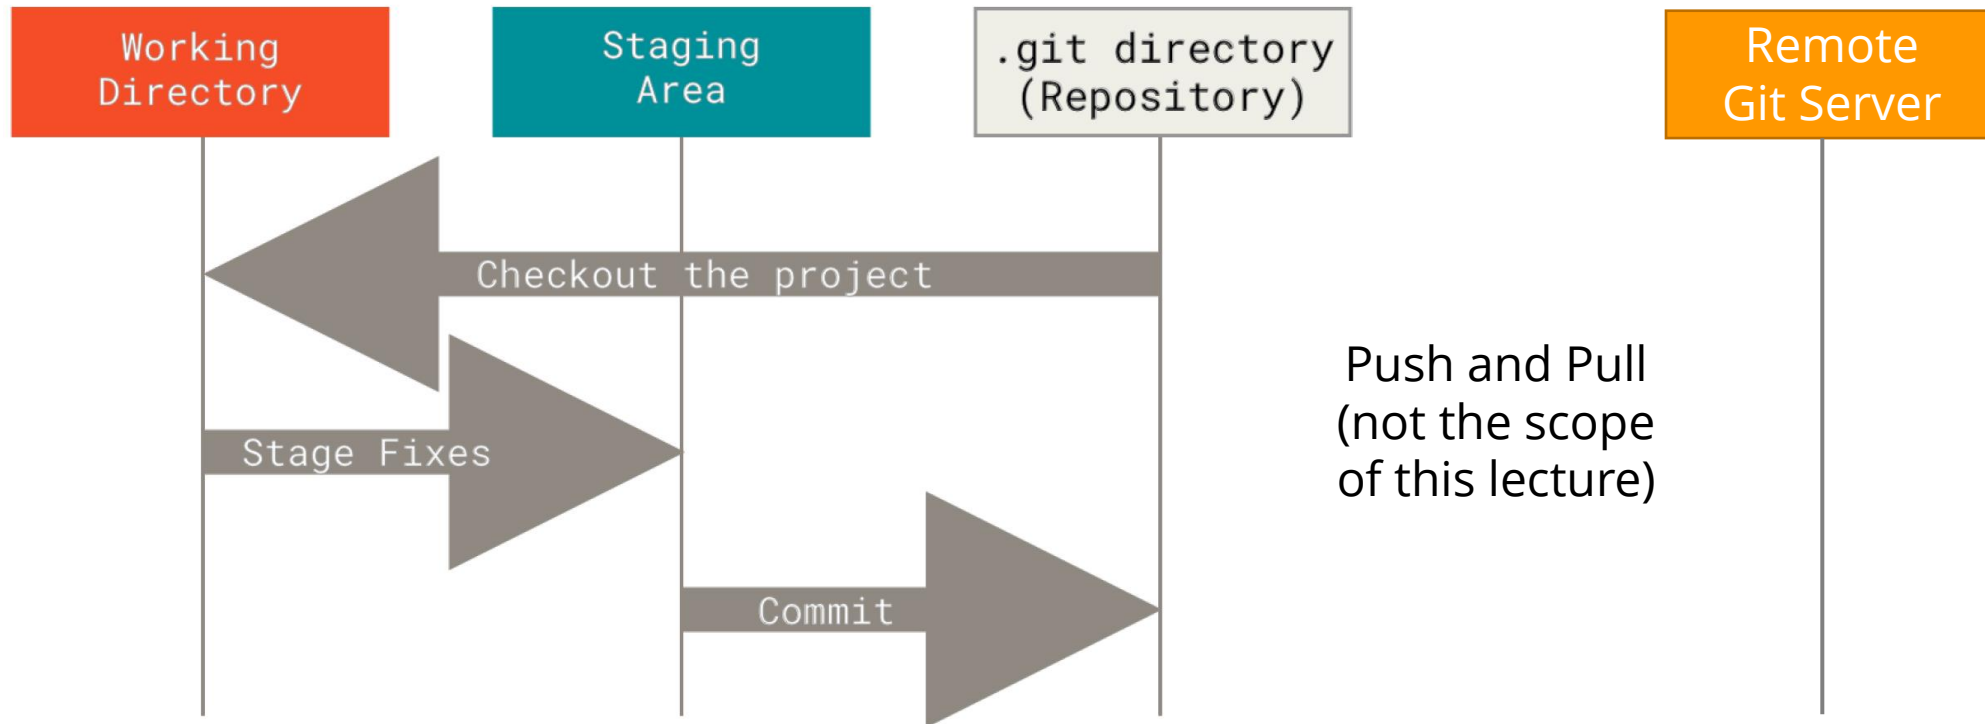 Working
Directory
Staging
Area
.git directory
(Repository)
Remote
Git Server
Checkout the project
Stage Fixes
Commit
Push and Pull
(not the scope
of this lecture)